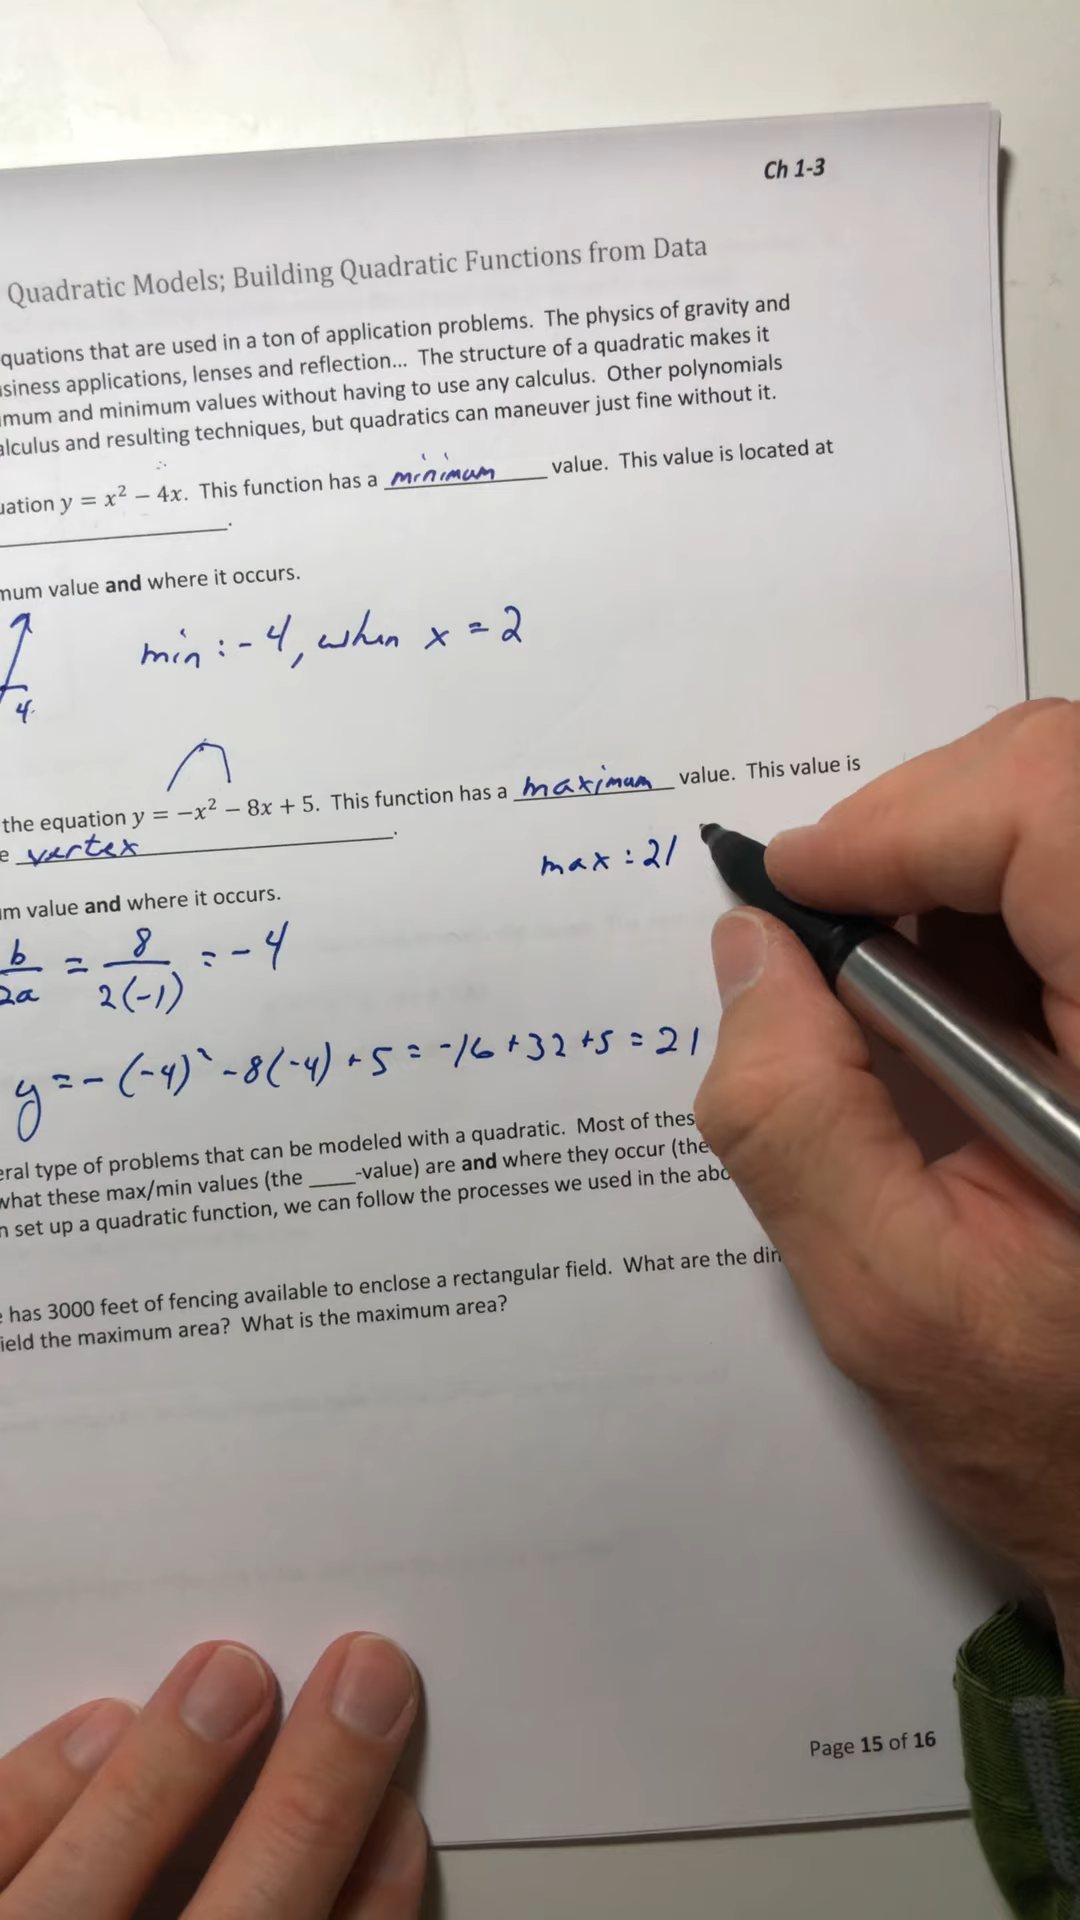 Ch 1-3
Quadratic Models; Building Quadratic Functions from Data
quations that are used in a ton of application problems. The physics of gravity and
siness applications, lenses and reflection... The structure of a quadratic makes it
mum and minimum values without having to use any calculus. Other polynomials
alculus and resulting techniques, but quadratics can maneuver just fine without it.
uation y = x² − 4x. This function has a minimum value. This value is located at
___________.
mum value and where it occurs.
min : - 4, when x = 2
4
the equation y = −x² − 8x + 5. This function has a maximum value. This value is
e vertex.
max : 21
m value and where it occurs.
b/2a = 8/2(-1) = - 4
y = - (-4)² - 8(-4) + 5 = -16 + 32 + 5 = 21
eral type of problems that can be modeled with a quadratic. Most of thes
what these max/min values (the ____-value) are and where they occur (the
n set up a quadratic function, we can follow the processes we used in the abo
e has 3000 feet of fencing available to enclose a rectangular field. What are the din
ield the maximum area? What is the maximum area?
Page 15 of 16